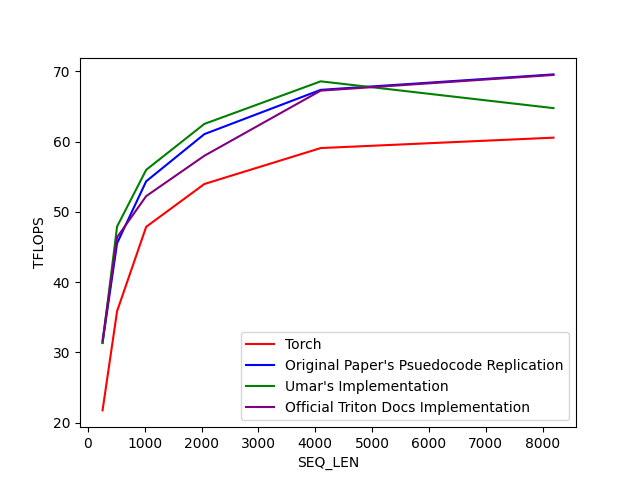 70
60
50
40
30
20
TFLOPS
Torch
Original Paper's Psuedocode Replication
Umar's Implementation
Official Triton Docs Implementation
0 1000 2000 3000 4000 5000 6000 7000 8000
SEQ_LEN